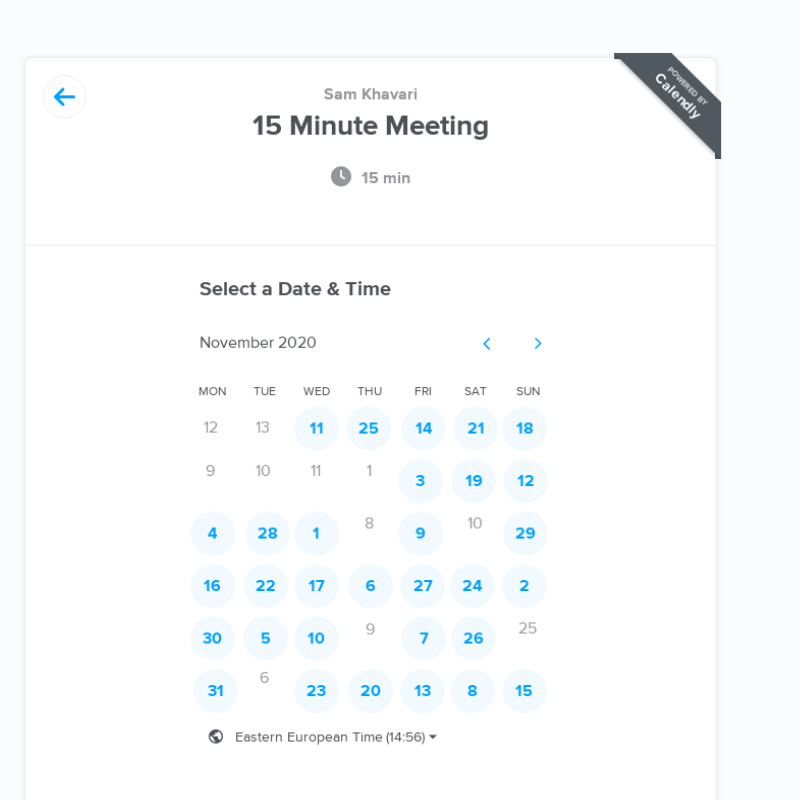 POWERED BY
Calendly
Sam Khavari
15 Minute Meeting
15 min
Select a Date & Time
November 2020
MON TUE WED THU FRI SAT SUN
12 13 11 25 14 21 18
9 10 11 1 3 19 12
4 28 1 8 9 10 29
16 22 17 6 27 24 2
30 5 10 9 7 26 25
31 6 23 20 13 8 15
Eastern European Time (14:56)